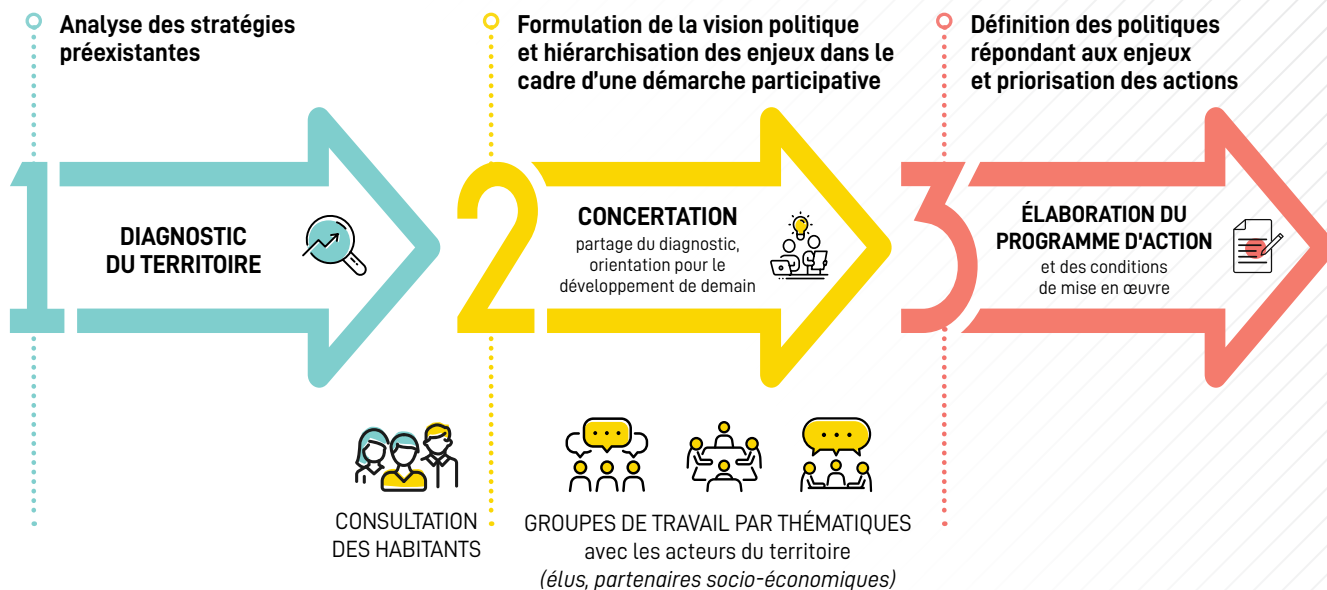 Analyse des stratégies
préexistantes
1
DIAGNOSTIC
DU TERRITOIRE
Formulation de la vision politique
et hiérarchisation des enjeux dans le
cadre d'une démarche participative
2
CONCERTATION
partage du diagnostic,
orientation pour le
développement de demain
Définition des politiques
répondant aux enjeux
et priorisation des actions
3
ÉLABORATION DU
PROGRAMME D'ACTION
et des conditions
de mise en œuvre
CONSULTATION
DES HABITANTS
GROUPES DE TRAVAIL PAR THÉMATIQUES
avec les acteurs du territoire
(élus, partenaires socio-économiques)